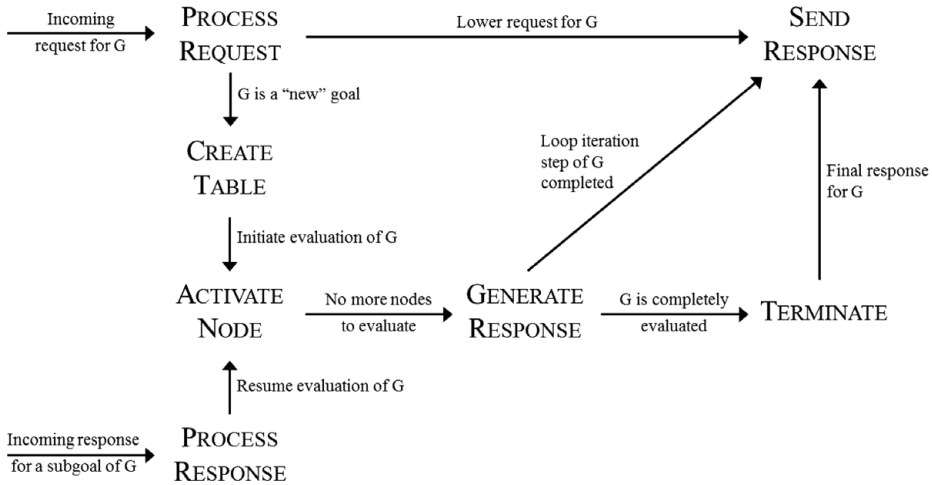 Incoming
request for G
PROCESS
REQUEST
Lower request for G
SEND
RESPONSE
G is a “new” goal
CREATE
TABLE
Loop iteration
step of G
completed
Final response
for G
Initiate evaluation of G
ACTIVATE
NODE
No more nodes
to evaluate
GENERATE
RESPONSE
G is completely
evaluated
TERMINATE
Resume evaluation of G
Incoming response
for a subgoal of G
PROCESS
RESPONSE